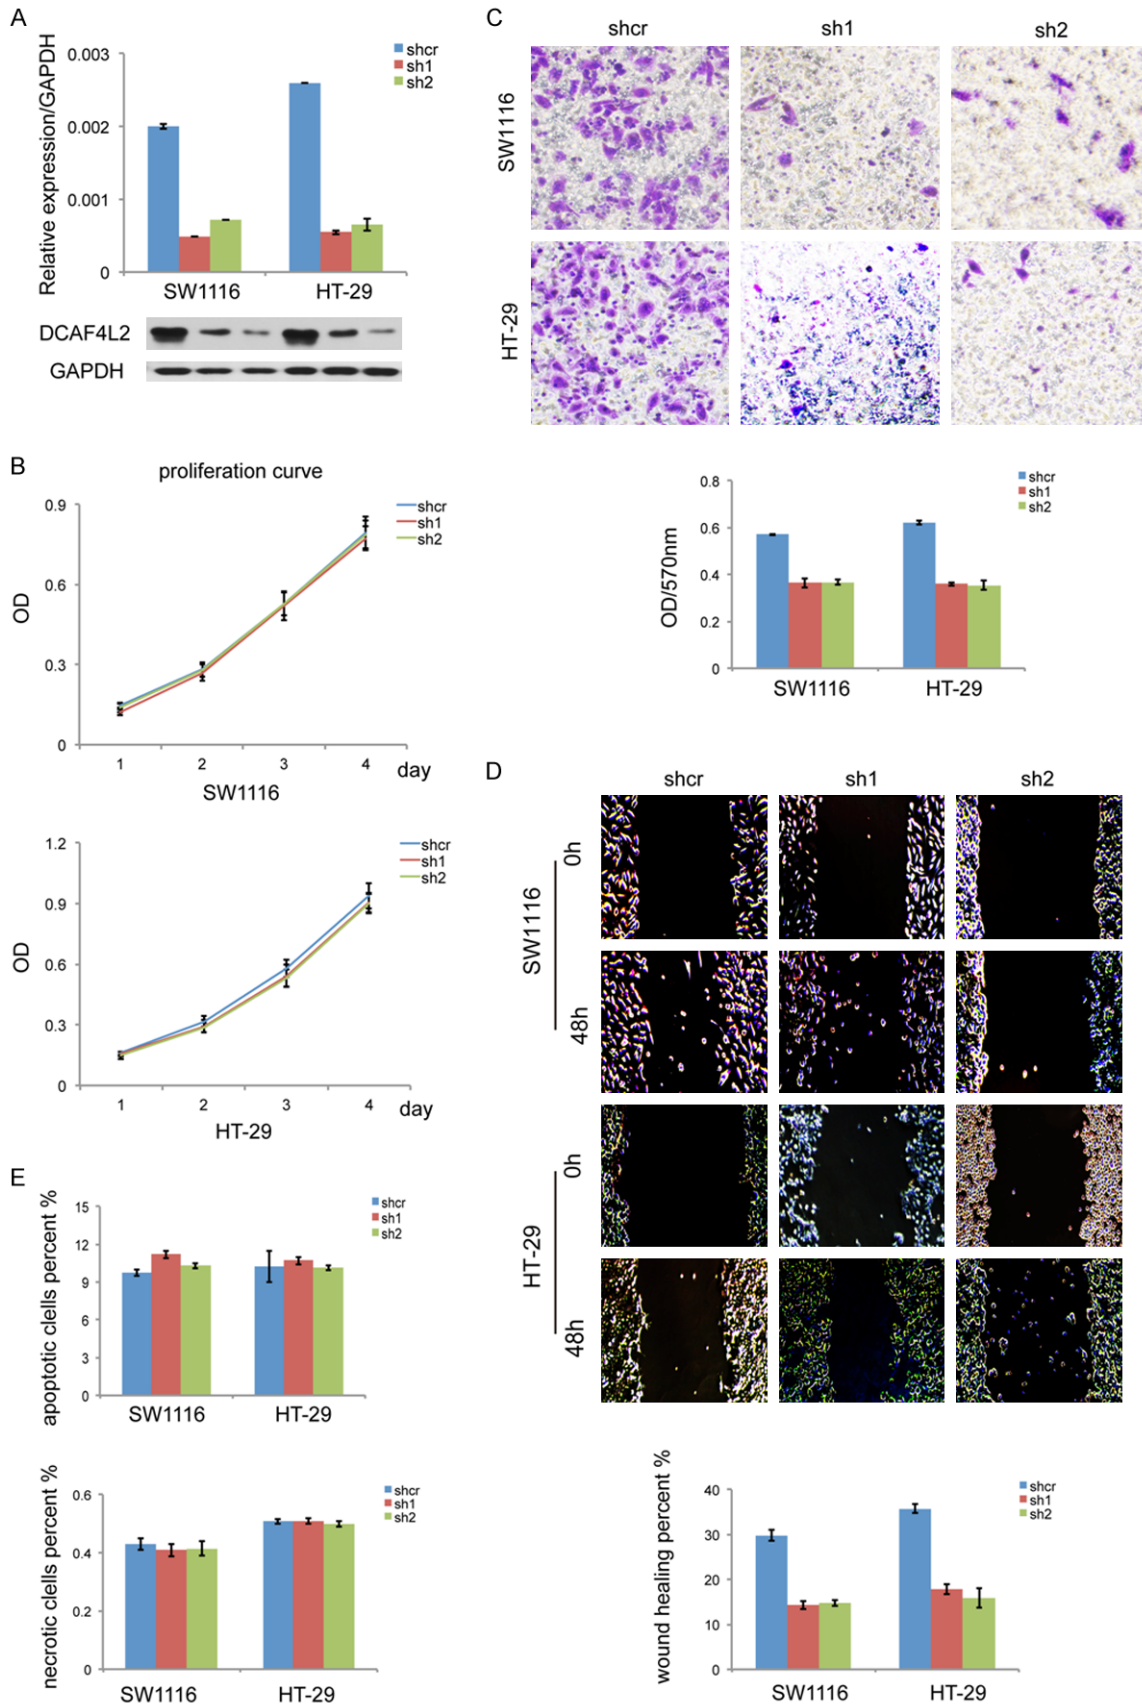 A
Relative expression/GAPDH
0.003
0.002
0.001
0
shcr
sh1
sh2
SW1116 HT-29
DCAF4L2
GAPDH
B
proliferation curve
OD
0.9
0.6
0.3
0
shcr
sh1
sh2
1 2 3 4 day
SW1116
OD
1.2
0.9
0.6
0.3
0
shcr
sh1
sh2
1 2 3 4 day
HT-29
C
shcr sh1 sh2
SW1116
HT-29
OD/570nm
0.8
0.6
0.4
0.2
0
shcr
sh1
sh2
SW1116 HT-29
D
shcr sh1 sh2
SW1116
0h
48h
HT-29
0h
48h
wound healing percent %
40
30
20
10
0
shcr
sh1
sh2
SW1116 HT-29
E
apoptotic clells percent %
15
12
9
6
3
0
shcr
sh1
sh2
SW1116 HT-29
necrotic clells percent %
0.6
0.4
0.2
0
shcr
sh1
sh2
SW1116 HT-29